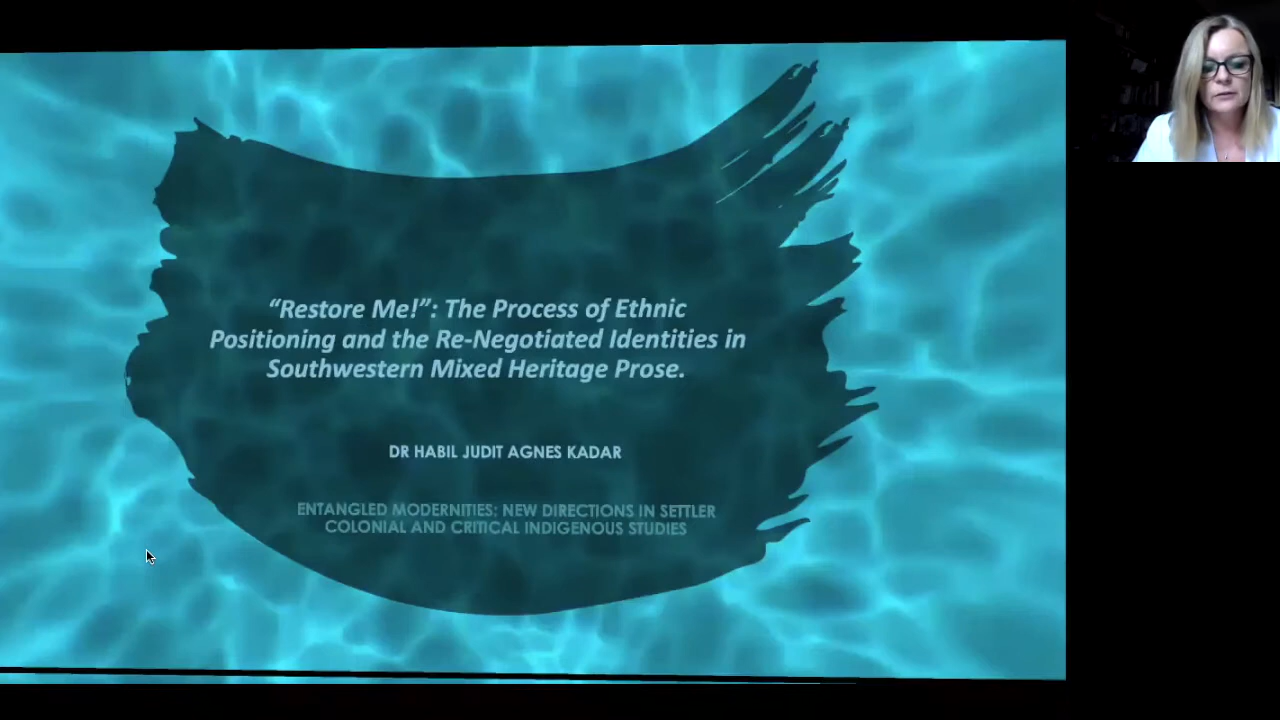 “Restore Me!”: The Process of Ethnic
Positioning and the Re-Negotiated Identities in
Southwestern Mixed Heritage Prose.
DR HABIL JUDIT AGNES KADAR
ENTANGLED MODERNITIES: NEW DIRECTIONS IN SETTLER
COLONIAL AND CRITICAL INDIGENOUS STUDIES